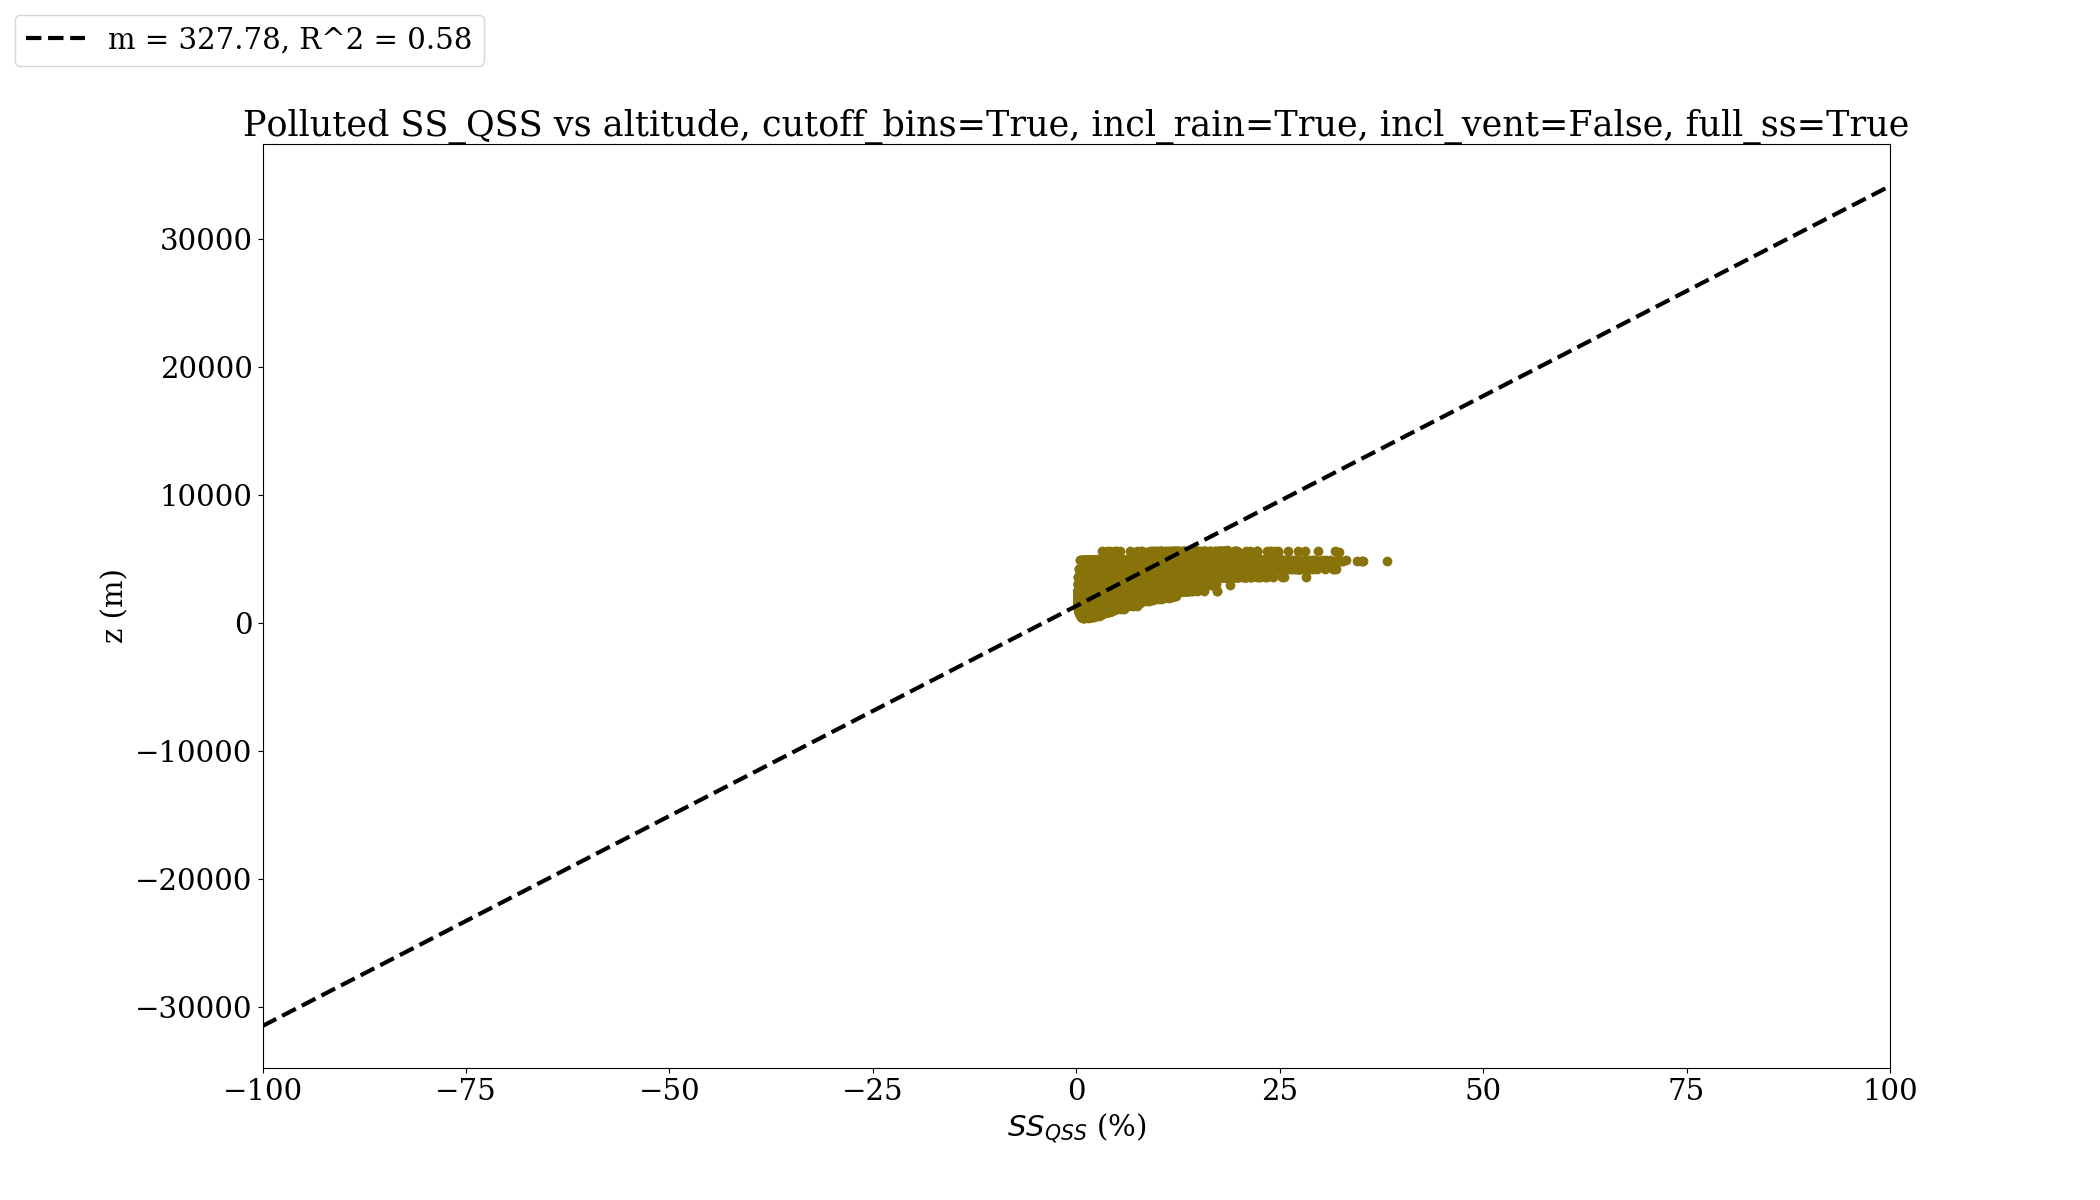 m = 327.78, R^2 = 0.58
Polluted SS_QSS vs altitude, cutoff_bins=True, incl_rain=True, incl_vent=False, full_ss=True
30000
20000
10000
0
−10000
−20000
−30000
z (m)
−100 −75 −50 −25 0 25 50 75 100
SS_QSS (%)